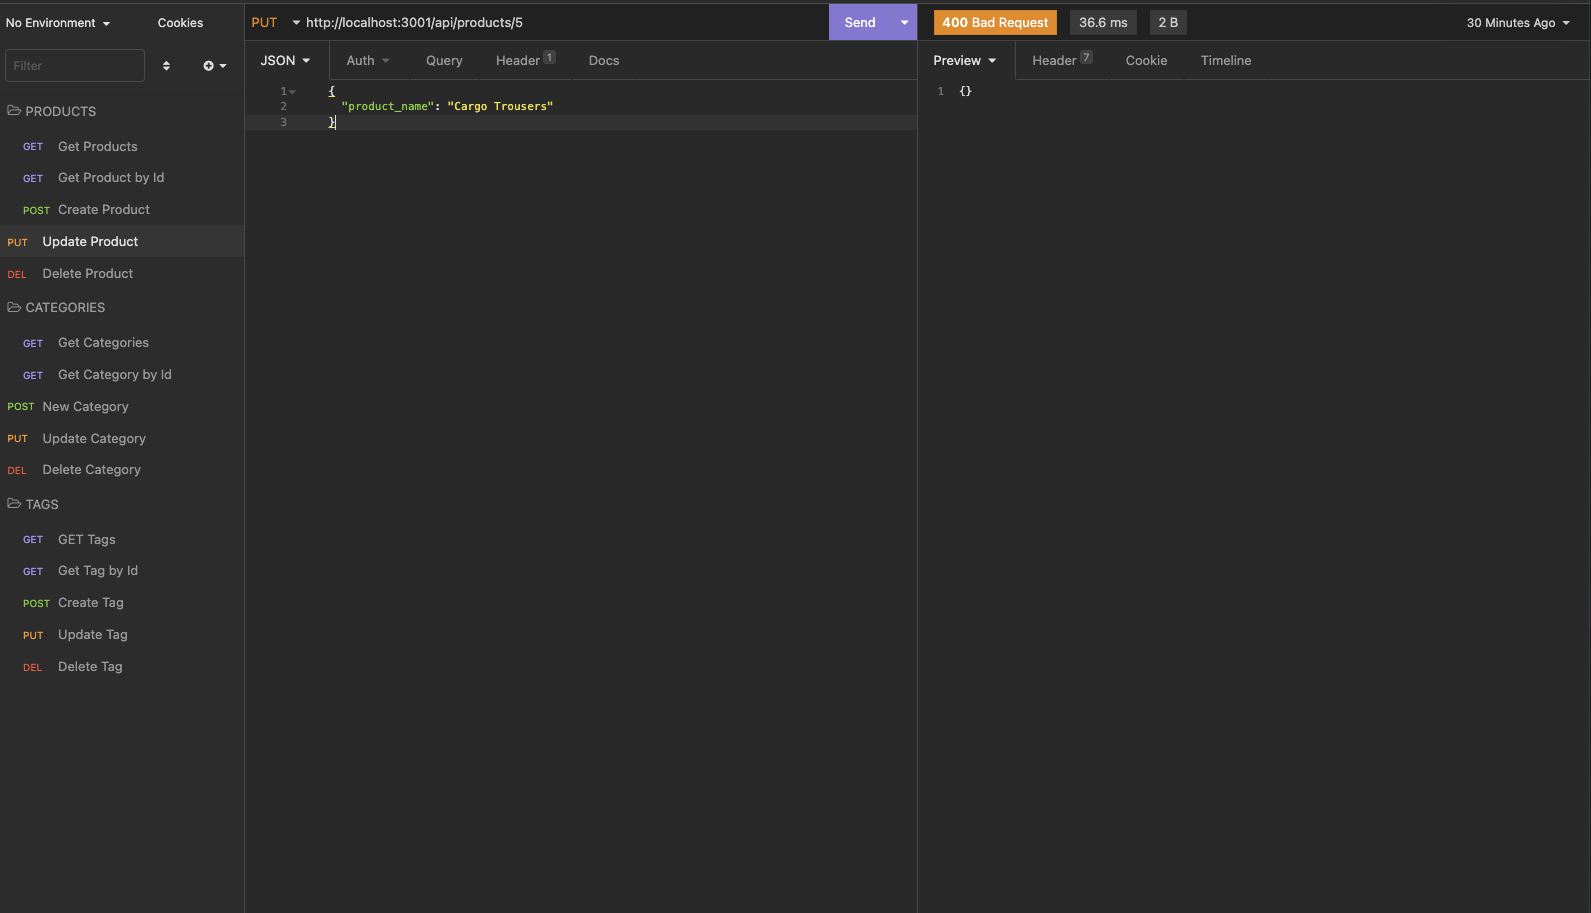 No Environment
Cookies
Filter
PRODUCTS
GET Get Products
GET Get Product by Id
POST Create Product
PUT Update Product
DEL Delete Product
CATEGORIES
GET Get Categories
GET Get Category by Id
POST New Category
PUT Update Category
DEL Delete Category
TAGS
GET GET Tags
GET Get Tag by Id
POST Create Tag
PUT Update Tag
DEL Delete Tag
PUT http://localhost:3001/api/products/5 Send
JSON Auth Query Header 1 Docs
1 {
2 "product_name": "Cargo Trousers"
3 }
400 Bad Request 36.6 ms 2 B 30 Minutes Ago
Preview Header 7 Cookie Timeline
1 {}